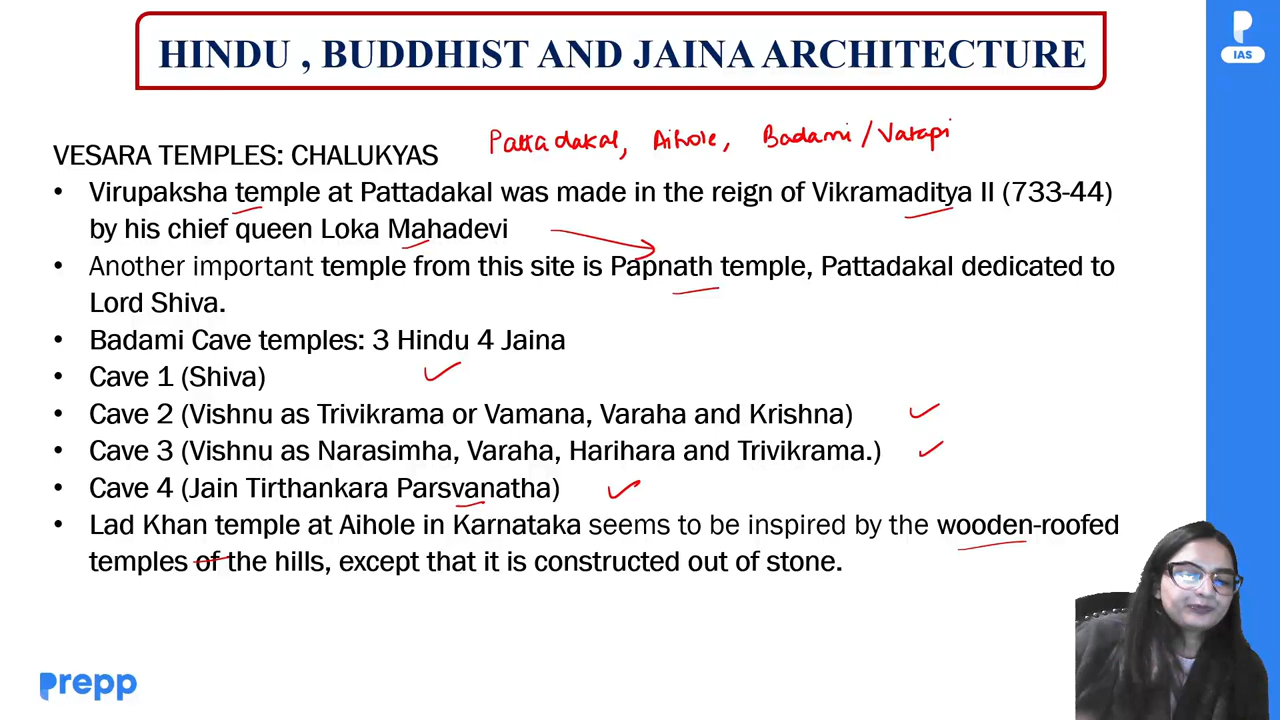 HINDU , BUDDHIST AND JAINA ARCHITECTURE
P
IAS
Pattadakal, Aihole, Badami / Vatapi
VESARA TEMPLES: CHALUKYAS
• Virupaksha temple at Pattadakal was made in the reign of Vikramaditya II (733-44)
by his chief queen Loka Mahadevi
• Another important temple from this site is Papnath temple, Pattadakal dedicated to
Lord Shiva.
• Badami Cave temples: 3 Hindu 4 Jaina
• Cave 1 (Shiva)
• Cave 2 (Vishnu as Trivikrama or Vamana, Varaha and Krishna)
• Cave 3 (Vishnu as Narasimha, Varaha, Harihara and Trivikrama.)
• Cave 4 (Jain Tirthankara Parsvanatha)
• Lad Khan temple at Aihole in Karnataka seems to be inspired by the wooden-roofed
temples of the hills, except that it is constructed out of stone.
prepp